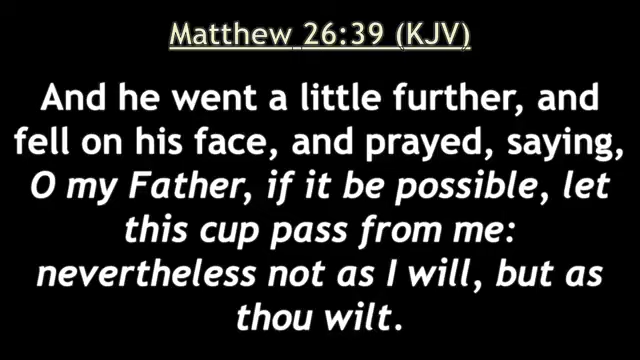 Matthew 26:39 (KJV)
And he went a little further, and
fell on his face, and prayed, saying,
O my Father, if it be possible, let
this cup pass from me:
nevertheless not as I will, but as
thou wilt.